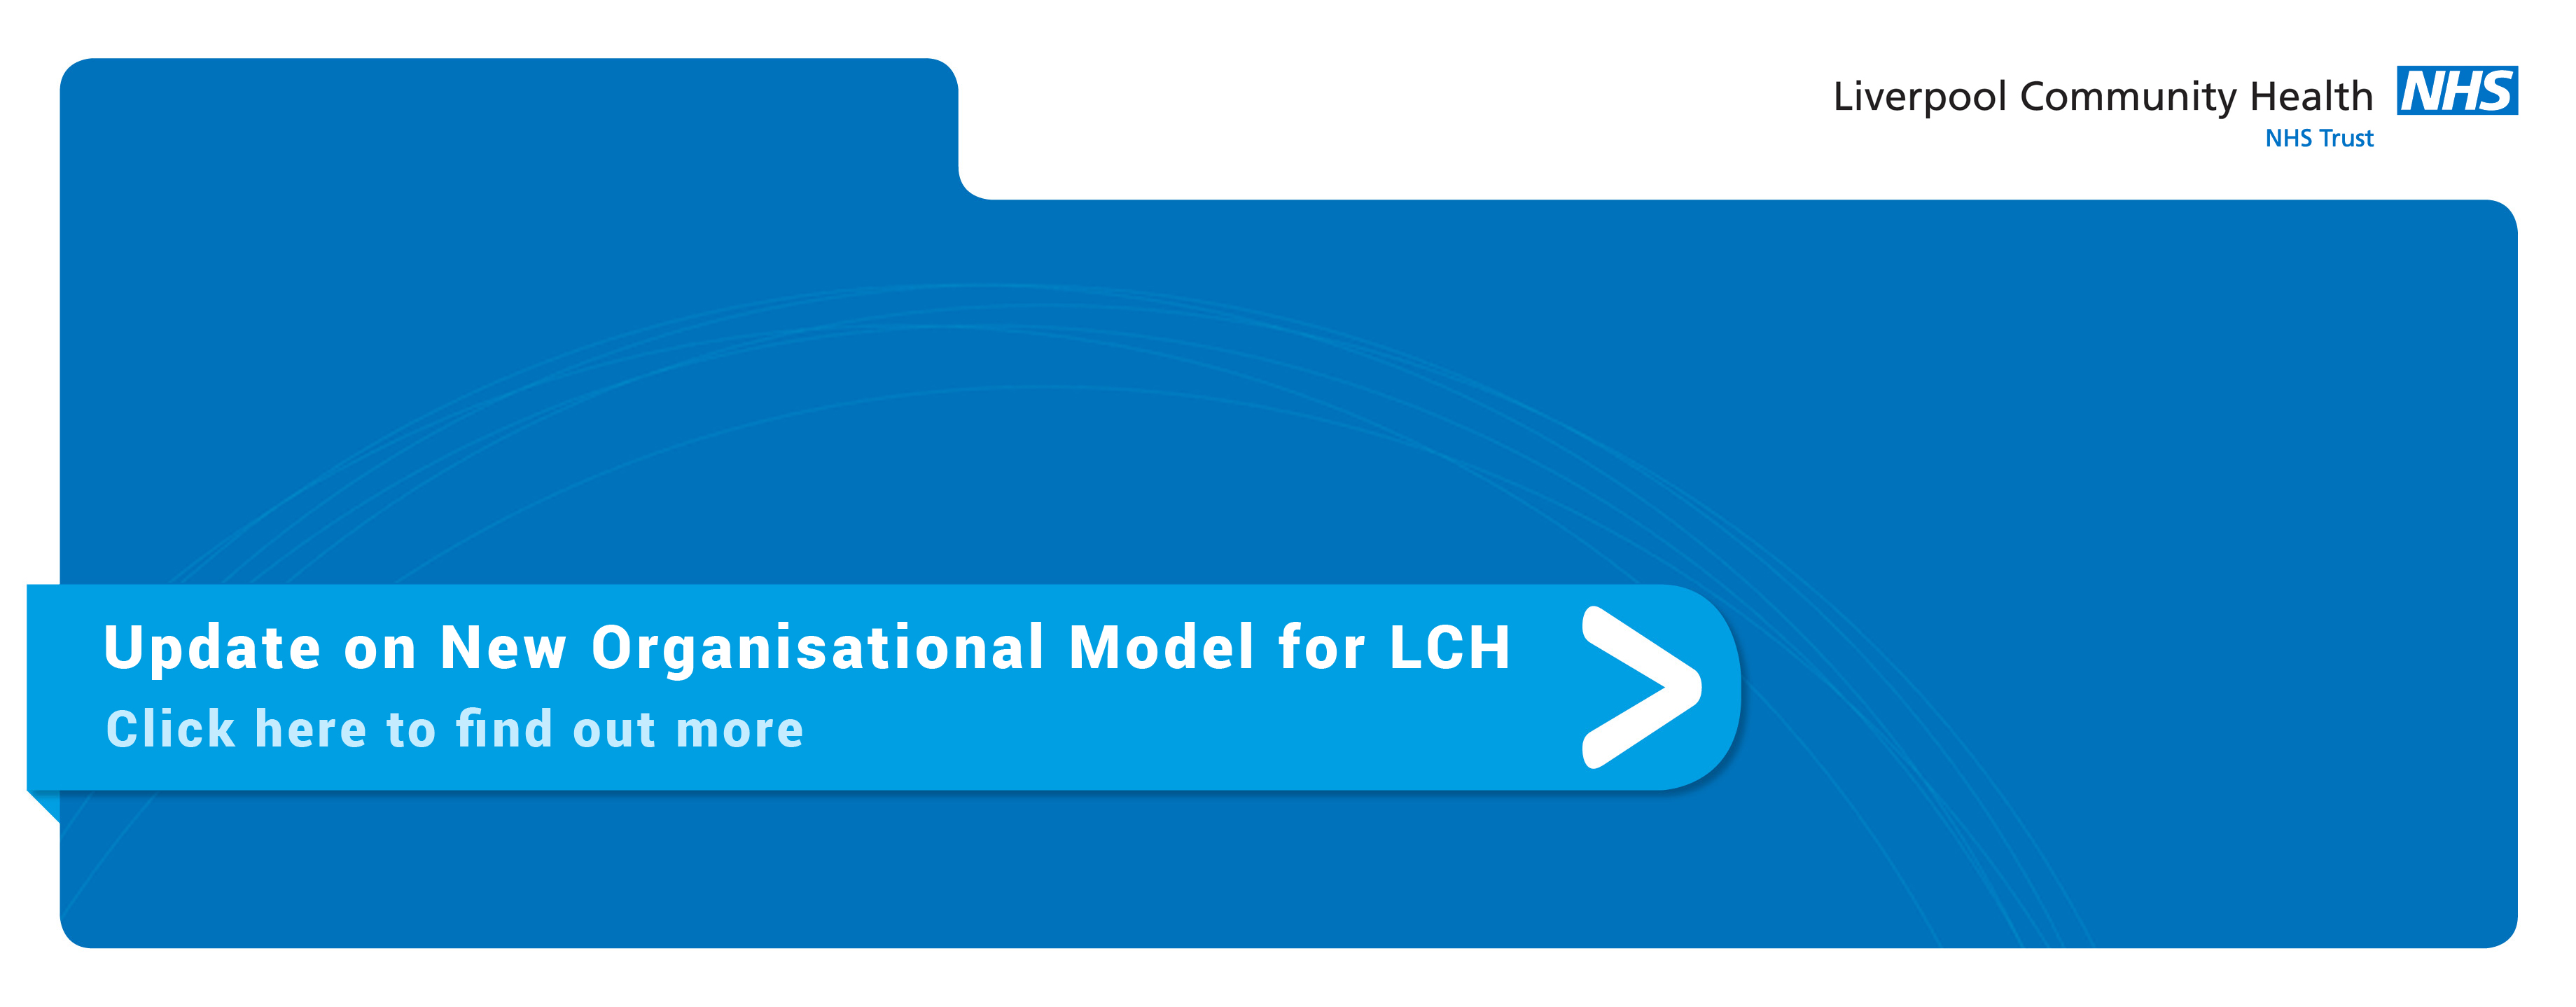 Liverpool Community Health NHS
NHS Trust
Update on New Organisational Model for LCH
Click here to find out more